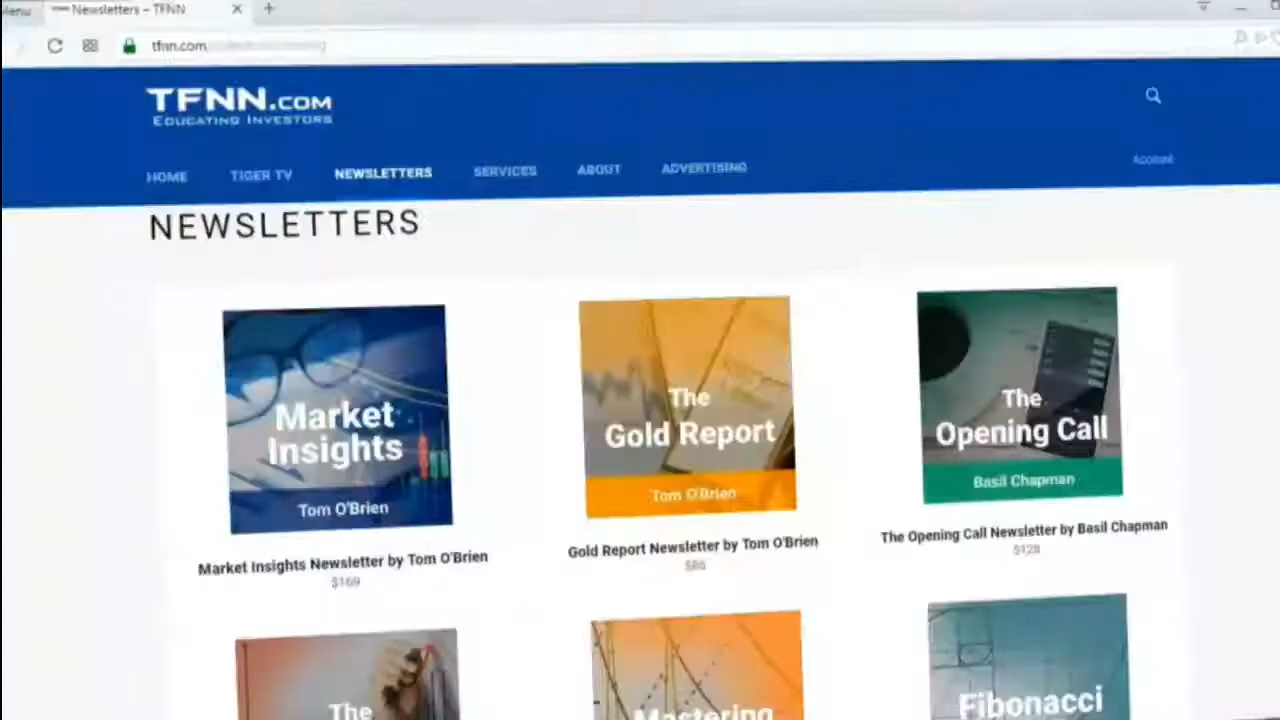 Newsletters – TFNN
tfnn.com
TFNN.COM
EDUCATING INVESTORS
HOME TIGER TV NEWSLETTERS SERVICES ABOUT ADVERTISING
Account
NEWSLETTERS
Market
Insights
Tom O'Brien
Market Insights Newsletter by Tom O'Brien
$169
The
Gold Report
Tom O'Brien
Gold Report Newsletter by Tom O'Brien
The
Opening Call
Basil Chapman
The Opening Call Newsletter by Basil Chapman
$128
The
Mastering
Fibonacci